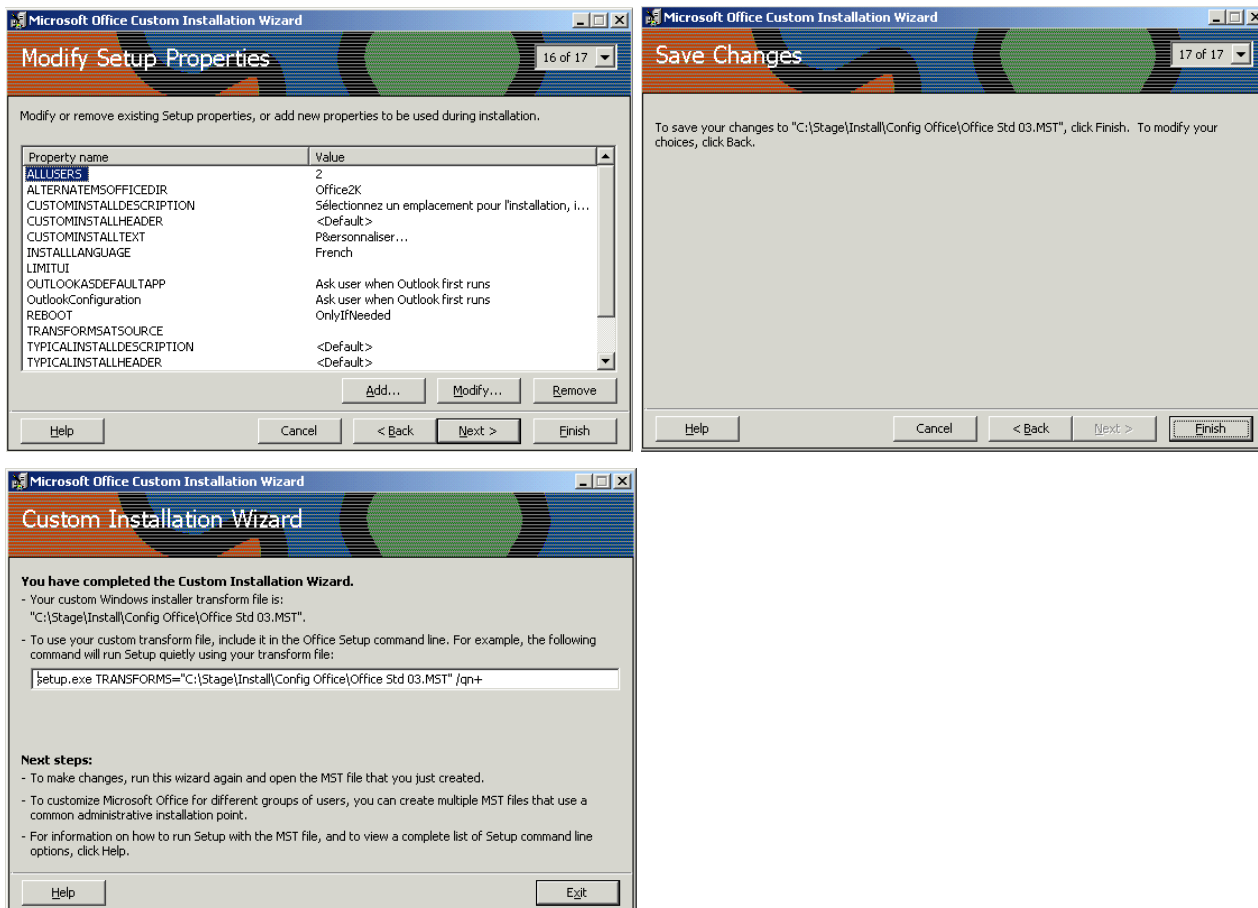 Microsoft Office Custom Installation Wizard
Modify Setup Properties
16 of 17
Modify or remove existing Setup properties, or add new properties to be used during installation.
Property name Value
ALLUSERS 2
ALTERNATEMSOFFICEDIR Office2K
CUSTOMINSTALLDESCRIPTION Sélectionnez un emplacement pour l'installation, i...
CUSTOMINSTALLHEADER <Default>
CUSTOMINSTALLTEXT P&ersonnaliser...
INSTALLLANGUAGE French
LIMITUI
OUTLOOKASDEFAULTAPP Ask user when Outlook first runs
OutlookConfiguration Ask user when Outlook first runs
REBOOT OnlyIfNeeded
TRANSFORMSATSOURCE
TYPICALINSTALLDESCRIPTION <Default>
TYPICALINSTALLHEADER <Default>
Add... Modify... Remove
Help Cancel < Back Next > Finish
Microsoft Office Custom Installation Wizard
Save Changes
17 of 17
To save your changes to "C:\Stage\Install\Config Office\Office Std 03.MST", click Finish. To modify your
choices, click Back.
Help Cancel < Back Next > Finish
Microsoft Office Custom Installation Wizard
Custom Installation Wizard
You have completed the Custom Installation Wizard.
- Your custom Windows installer transform file is:
"C:\Stage\Install\Config Office\Office Std 03.MST".
- To use your custom transform file, include it in the Office Setup command line. For example, the following
command will run Setup quietly using your transform file:
setup.exe TRANSFORMS="C:\Stage\Install\Config Office\Office Std 03.MST" /qn+
Next steps:
- To make changes, run this wizard again and open the MST file that you just created.
- To customize Microsoft Office for different groups of users, you can create multiple MST files that use a
common administrative installation point.
- For information on how to run Setup with the MST file, and to view a complete list of Setup command line
options, click Help.
Help Exit